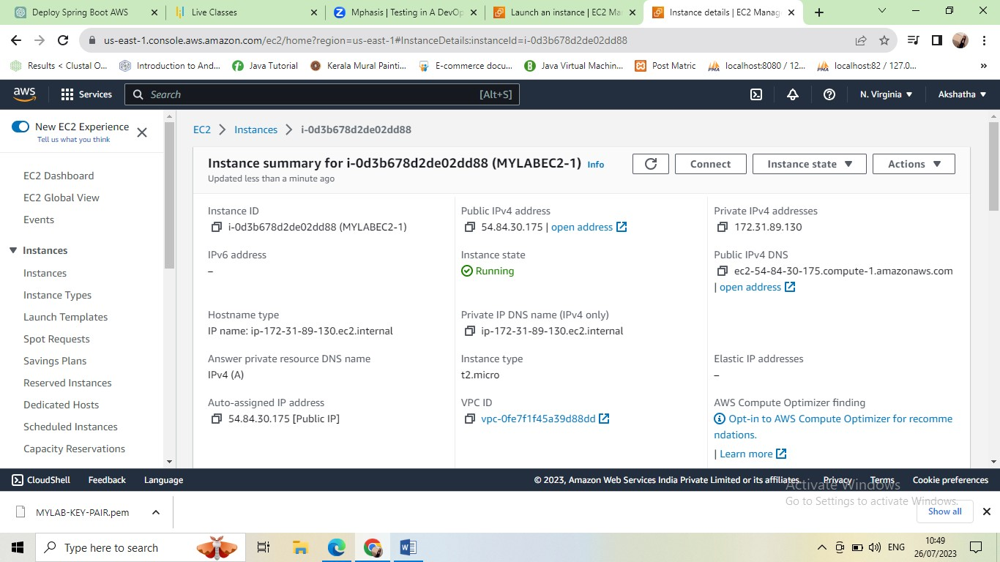 Deploy Spring Boot AWS
Live Classes
Mphasis | Testing in A DevOp
Launch an instance | EC2 Ma
Instance details | EC2 Manag
us-east-1.console.aws.amazon.com/ec2/home?region=us-east-1#InstanceDetails:instanceId=i-0d3b678d2de02dd88
Results < Clustal O...
Introduction to And...
Java Tutorial
Kerala Mural Painti...
E-commerce docu...
Java Virtual Machin...
Post Matric
localhost:8080 / 12...
localhost:82 / 127.0...
»
aws
Services
Search
[Alt+S]
N. Virginia
Akshatha
New EC2 Experience
Tell us what you think
EC2 Dashboard
EC2 Global View
Events
Instances
Instances
Instance Types
Launch Templates
Spot Requests
Savings Plans
Reserved Instances
Dedicated Hosts
Scheduled Instances
Capacity Reservations
EC2 > Instances > i-0d3b678d2de02dd88
Instance summary for i-0d3b678d2de02dd88 (MYLABEC2-1) Info
Updated less than a minute ago
Connect
Instance state
Actions
Instance ID
i-0d3b678d2de02dd88 (MYLABEC2-1)
Public IPv4 address
54.84.30.175 | open address
Private IPv4 addresses
172.31.89.130
IPv6 address
–
Instance state
Running
Public IPv4 DNS
ec2-54-84-30-175.compute-1.amazonaws.com
| open address
Hostname type
IP name: ip-172-31-89-130.ec2.internal
Private IP DNS name (IPv4 only)
ip-172-31-89-130.ec2.internal
Answer private resource DNS name
IPv4 (A)
Instance type
t2.micro
Elastic IP addresses
–
Auto-assigned IP address
54.84.30.175 [Public IP]
VPC ID
vpc-0fe7f1f45a39d88dd
AWS Compute Optimizer finding
Opt-in to AWS Compute Optimizer for recomme
ndations.
| Learn more
CloudShell
Feedback
Language
© 2023, Amazon Web Services India Private Limited or its affiliates.
Privacy
Terms
Cookie preferences
Activate Windows
Go to Settings to activate Windows.
MYLAB-KEY-PAIR.pem
Show all
Type here to search
ENG
10:49
26/07/2023